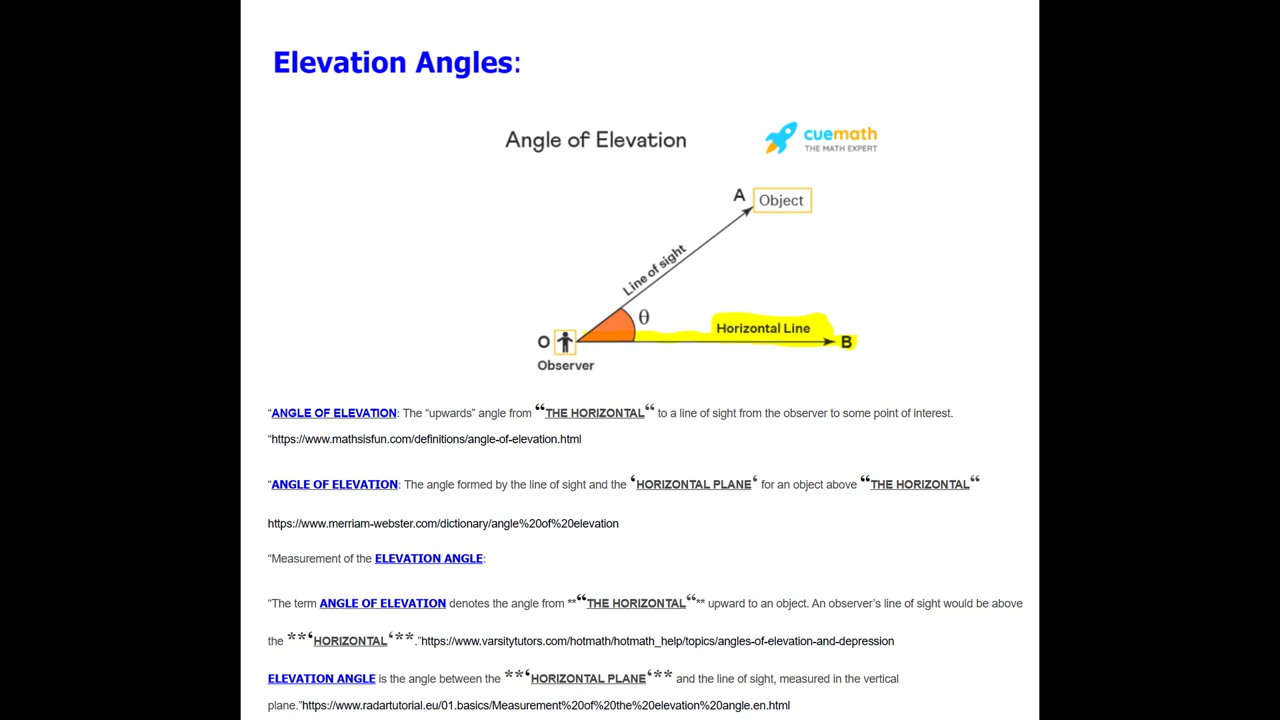 Elevation Angles:
Angle of Elevation
cuemath
THE MATH EXPERT
A
Object
Line of sight
θ
Horizontal Line
O
B
Observer
“ANGLE OF ELEVATION: The “upwards” angle from “THE HORIZONTAL“ to a line of sight from the observer to some point of interest.
“https://www.mathsisfun.com/definitions/angle-of-elevation.html
“ANGLE OF ELEVATION: The angle formed by the line of sight and the ‘HORIZONTAL PLANE‘ for an object above “THE HORIZONTAL“
https://www.merriam-webster.com/dictionary/angle%20of%20elevation
“Measurement of the ELEVATION ANGLE:
“The term ANGLE OF ELEVATION denotes the angle from **“THE HORIZONTAL“** upward to an object. An observer’s line of sight would be above
the **‘HORIZONTAL‘**.”https://www.varsitytutors.com/hotmath/hotmath_help/topics/angles-of-elevation-and-depression
ELEVATION ANGLE is the angle between the **‘HORIZONTAL PLANE‘** and the line of sight, measured in the vertical
plane.”https://www.radartutorial.eu/01.basics/Measurement%20of%20the%20elevation%20angle.en.html